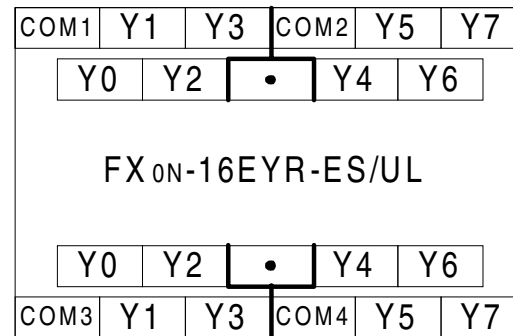 COM1 Y1 Y3 COM2 Y5 Y7
Y0 Y2 • Y4 Y6
FX0N-16EYR-ES/UL
Y0 Y2 • Y4 Y6
COM3 Y1 Y3 COM4 Y5 Y7